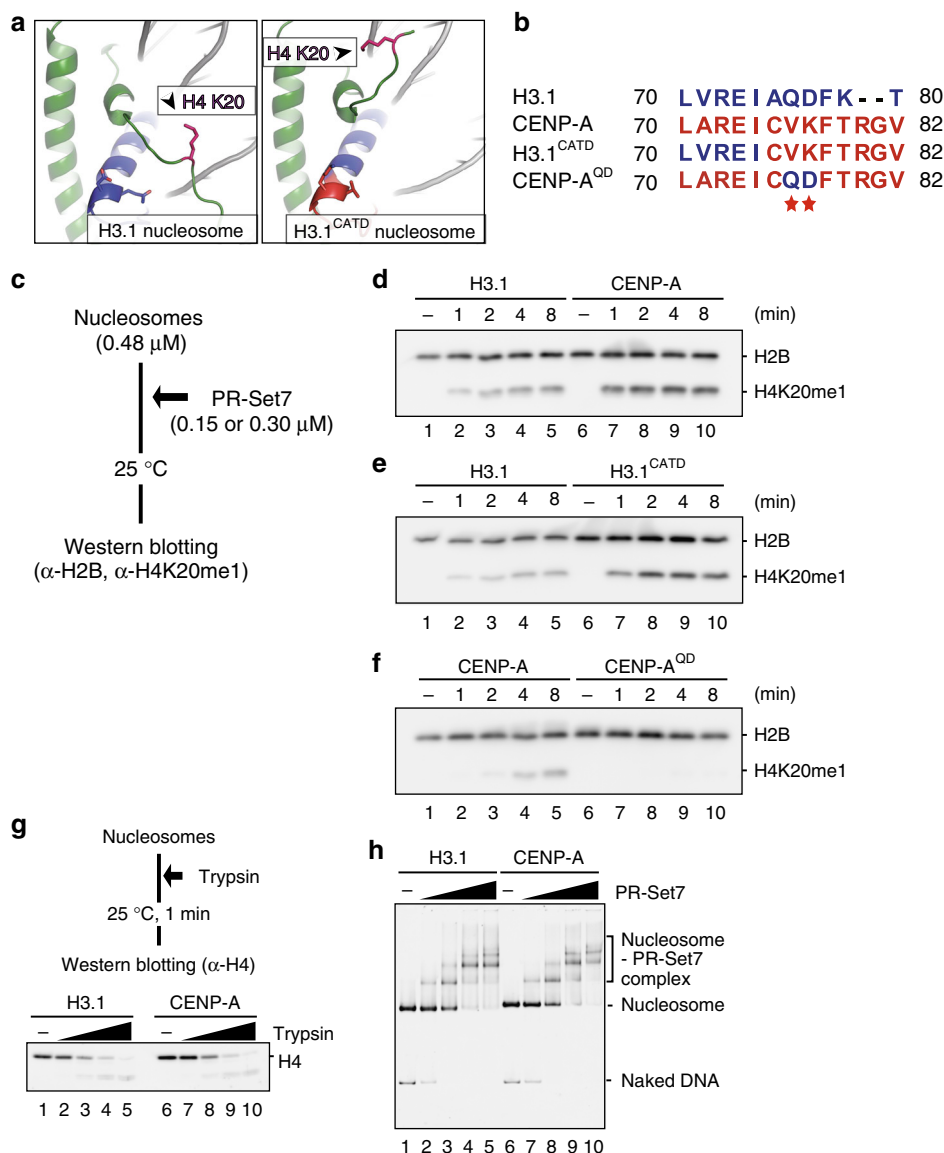 a
H4 K20
H3.1 nucleosome
H4 K20
H3.1CATD nucleosome
b
H3.1 70 LVREIAQDFK--T 80
CENP-A 70 LAREICVKFTRGV 82
H3.1CATD 70 LVREICVKFTRGV 82
CENP-AQD 70 LAREICQDFTRGV 82
c
Nucleosomes
(0.48 μM)
PR-Set7
(0.15 or 0.30 μM)
25 °C
Western blotting
(α-H2B, α-H4K20me1)
d
H3.1 CENP-A
– 1 2 4 8 – 1 2 4 8 (min)
H2B
H4K20me1
1 2 3 4 5 6 7 8 9 10
e
H3.1 H3.1CATD
– 1 2 4 8 – 1 2 4 8 (min)
H2B
H4K20me1
1 2 3 4 5 6 7 8 9 10
f
CENP-A CENP-AQD
– 1 2 4 8 – 1 2 4 8 (min)
H2B
H4K20me1
1 2 3 4 5 6 7 8 9 10
g
Nucleosomes
Trypsin
25 °C, 1 min
Western blotting (α-H4)
H3.1 CENP-A
– – Trypsin
H4
1 2 3 4 5 6 7 8 9 10
h
H3.1 CENP-A
– – PR-Set7
Nucleosome
- PR-Set7
complex
Nucleosome
Naked DNA
1 2 3 4 5 6 7 8 9 10